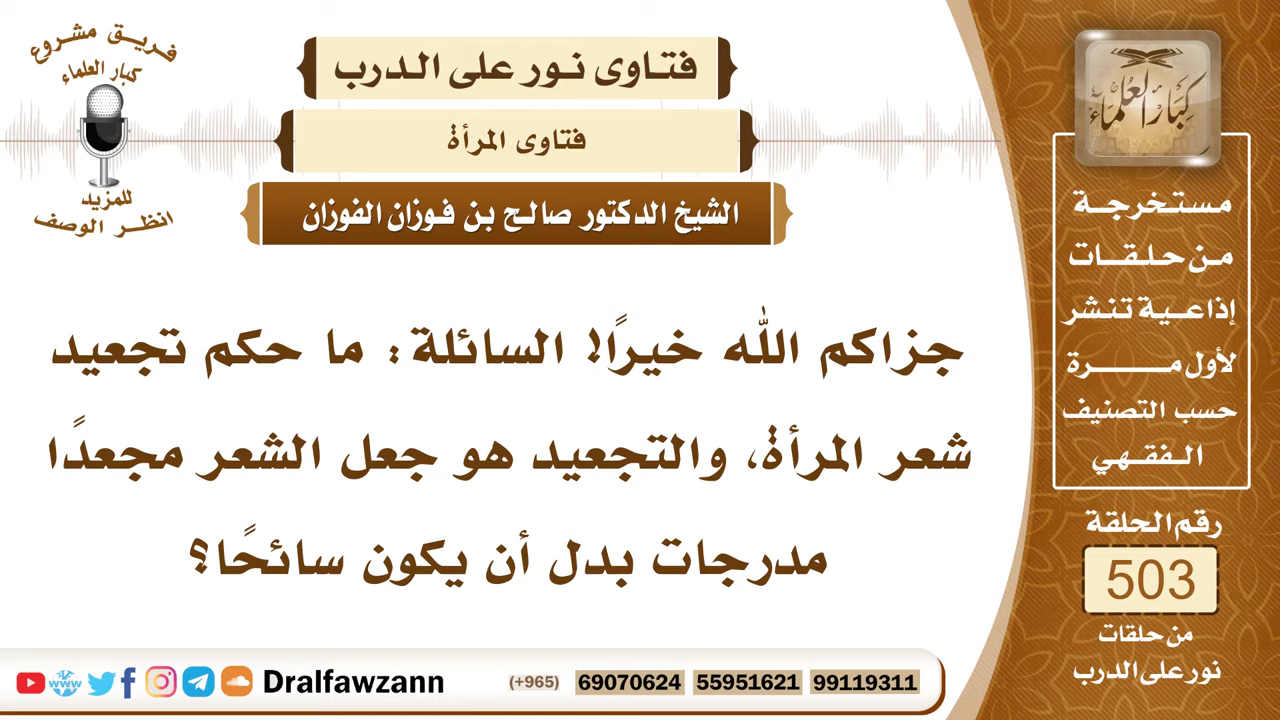 فريق مشروع
كبار العلماء
للمزيد
انظر الوصف
فتاوى نور على الدرب
فتاوى المرأة
الشيخ الدكتور صالح بن فوزان الفوزان
جزاكم الله خيرًا! السائلة: ما حكم تجعيد
شعر المرأة، والتجعيد هو جعل الشعر مجعدًا
مدرجات بدل أن يكون سائحًا؟
كبار العلماء
مستخرجة
من حلقات
إذاعية تنشر
لأول مرة
حسب التصنيف
الفقهي
رقم الحلقة
503
من حلقات
نور على الدرب
www Dralfawzann (+965) 69070624 55951621 99119311